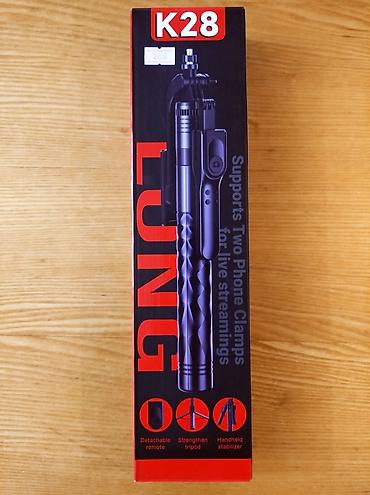 K28
LONG
Supports Two Phone Clamps
for live streamings
Detachable
remote
Strengthen
tripod
Handheld
stabilizer